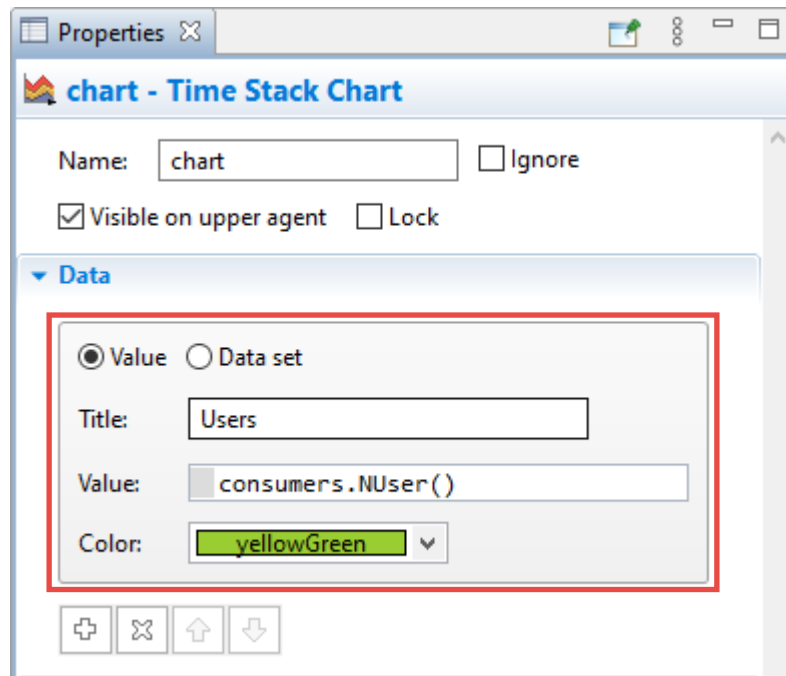 Properties
chart - Time Stack Chart
Name: chart Ignore
Visible on upper agent Lock
Data
Value Data set
Title: Users
Value: consumers.NUser()
Color: yellowGreen